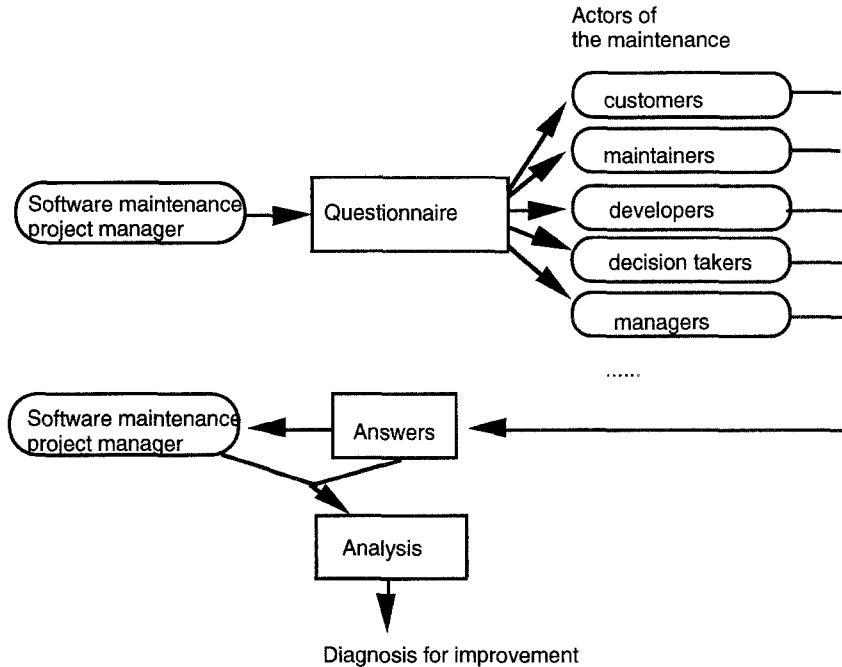 Actors of
the maintenance
customers
maintainers
Software maintenance
project manager
Questionnaire
developers
decision takers
managers
......
Software maintenance
project manager
Answers
Analysis
Diagnosis for improvement